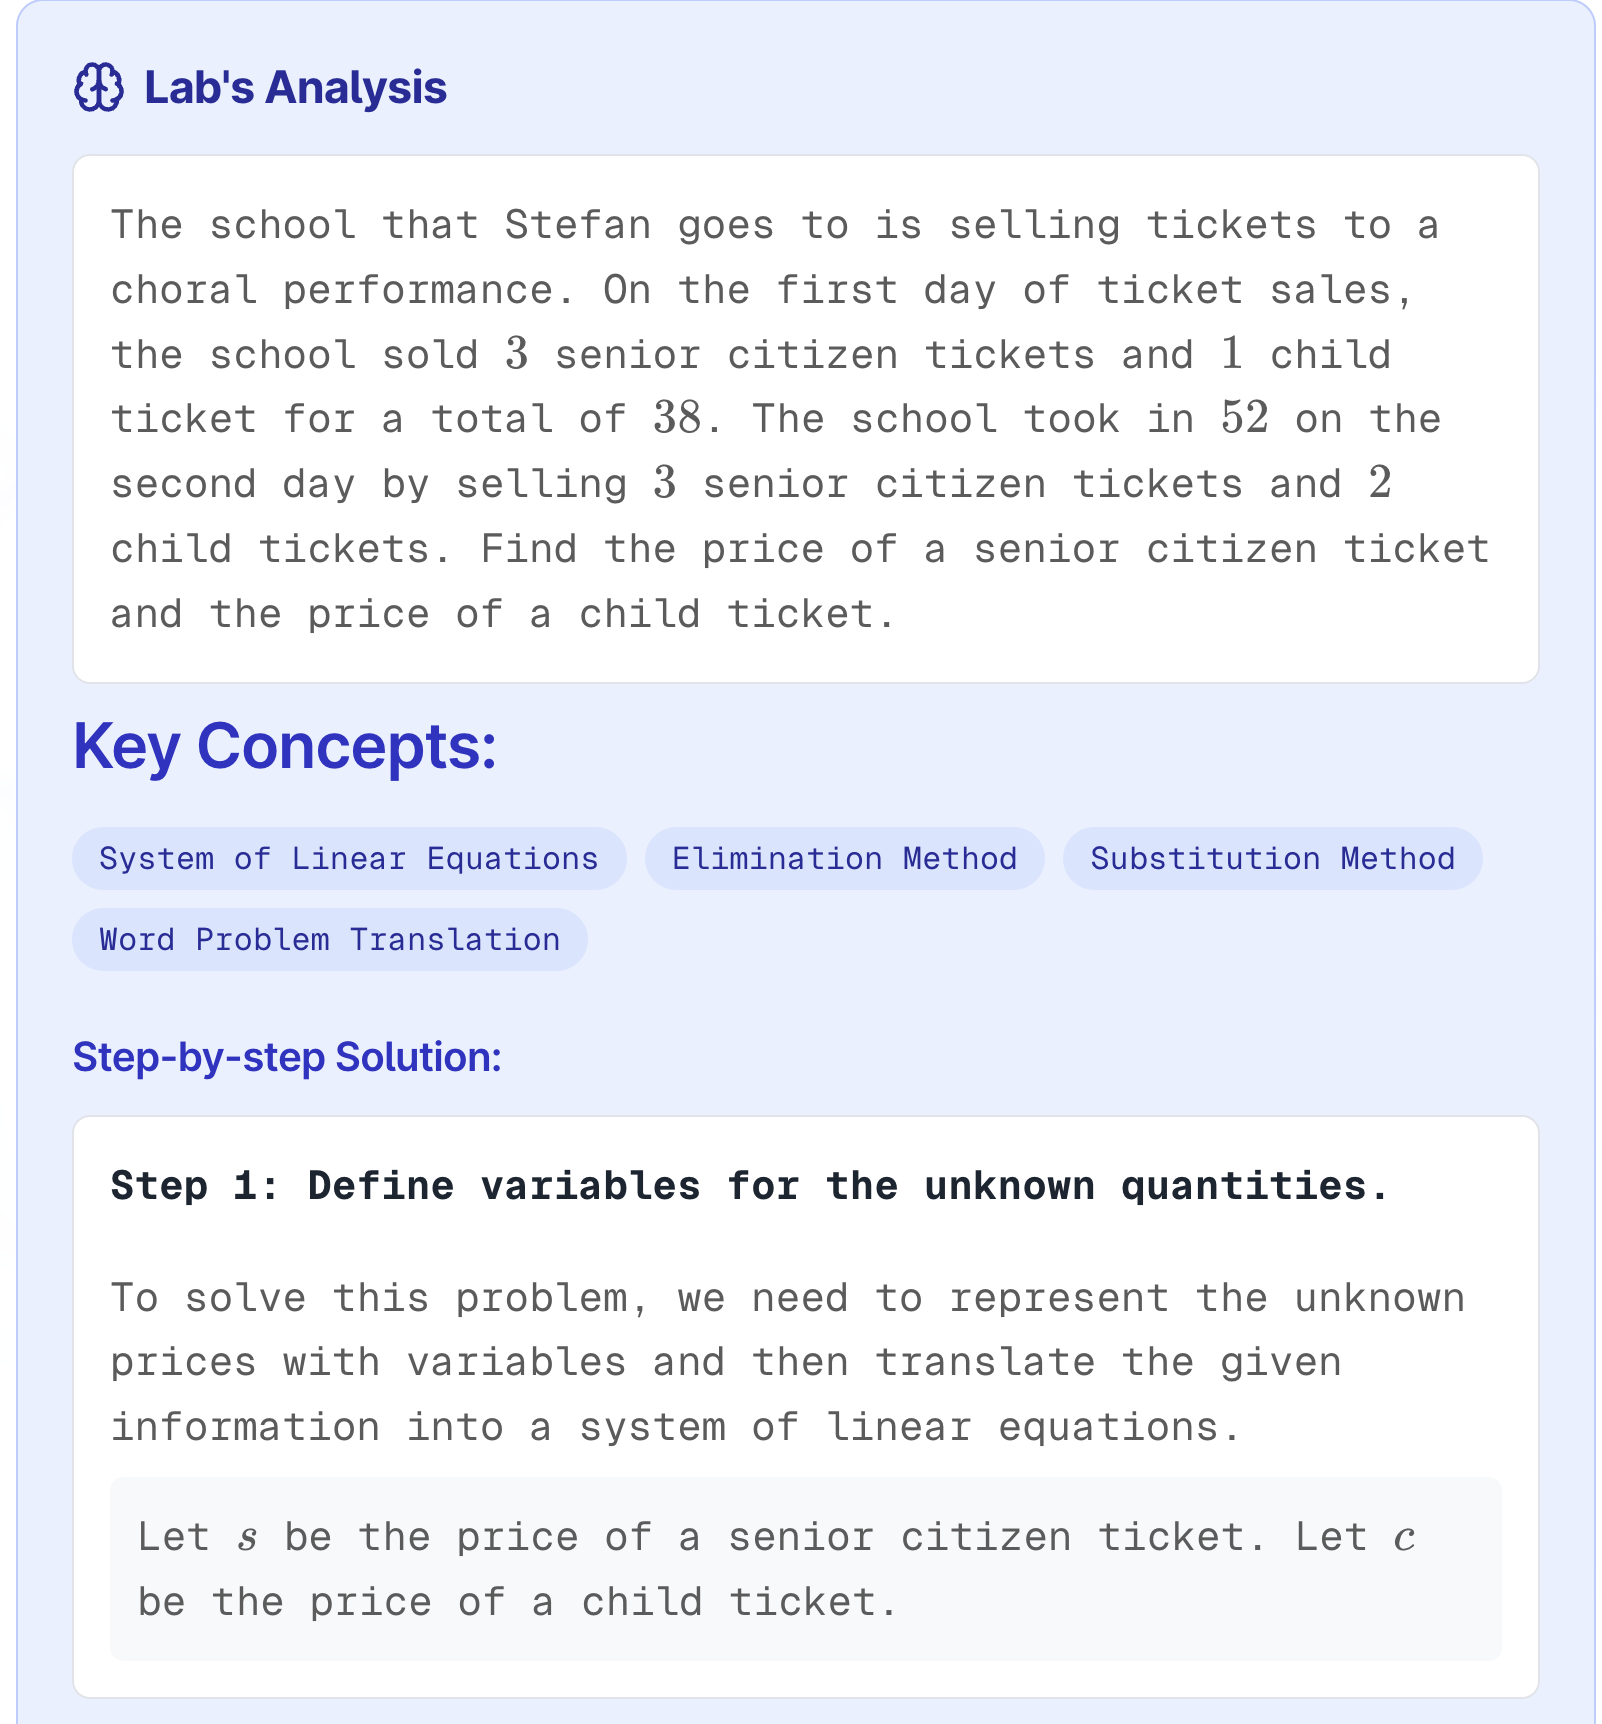 Lab's Analysis
The school that Stefan goes to is selling tickets to a
choral performance. On the first day of ticket sales,
the school sold 3 senior citizen tickets and 1 child
ticket for a total of 38. The school took in 52 on the
second day by selling 3 senior citizen tickets and 2
child tickets. Find the price of a senior citizen ticket
and the price of a child ticket.
Key Concepts:
System of Linear Equations Elimination Method Substitution Method
Word Problem Translation
Step-by-step Solution:
Step 1: Define variables for the unknown quantities.
To solve this problem, we need to represent the unknown
prices with variables and then translate the given
information into a system of linear equations.
Let s be the price of a senior citizen ticket. Let c
be the price of a child ticket.